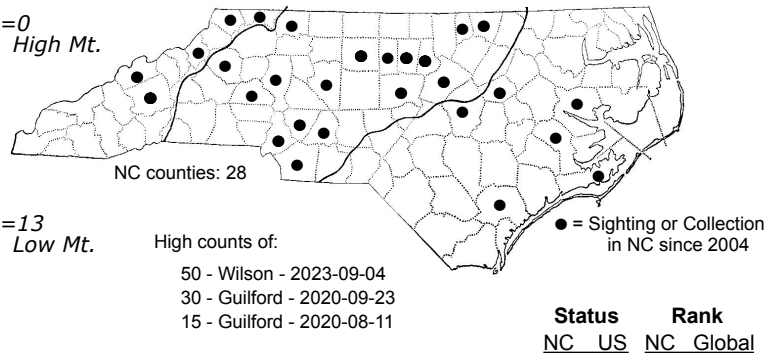 =0
High Mt.
NC counties: 28
=13
Low Mt.
High counts of:
● = Sighting or Collection
in NC since 2004
50 - Wilson - 2023-09-04
30 - Guilford - 2020-09-23
15 - Guilford - 2020-08-11
Status Rank
NC US NC Global